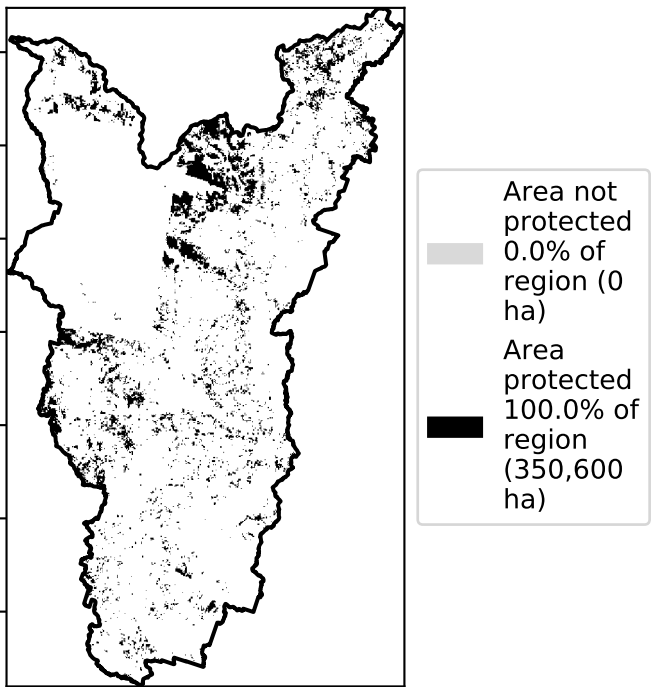 Area not
protected
0.0% of
region (0
ha)
Area
protected
100.0% of
region
(350,600
ha)